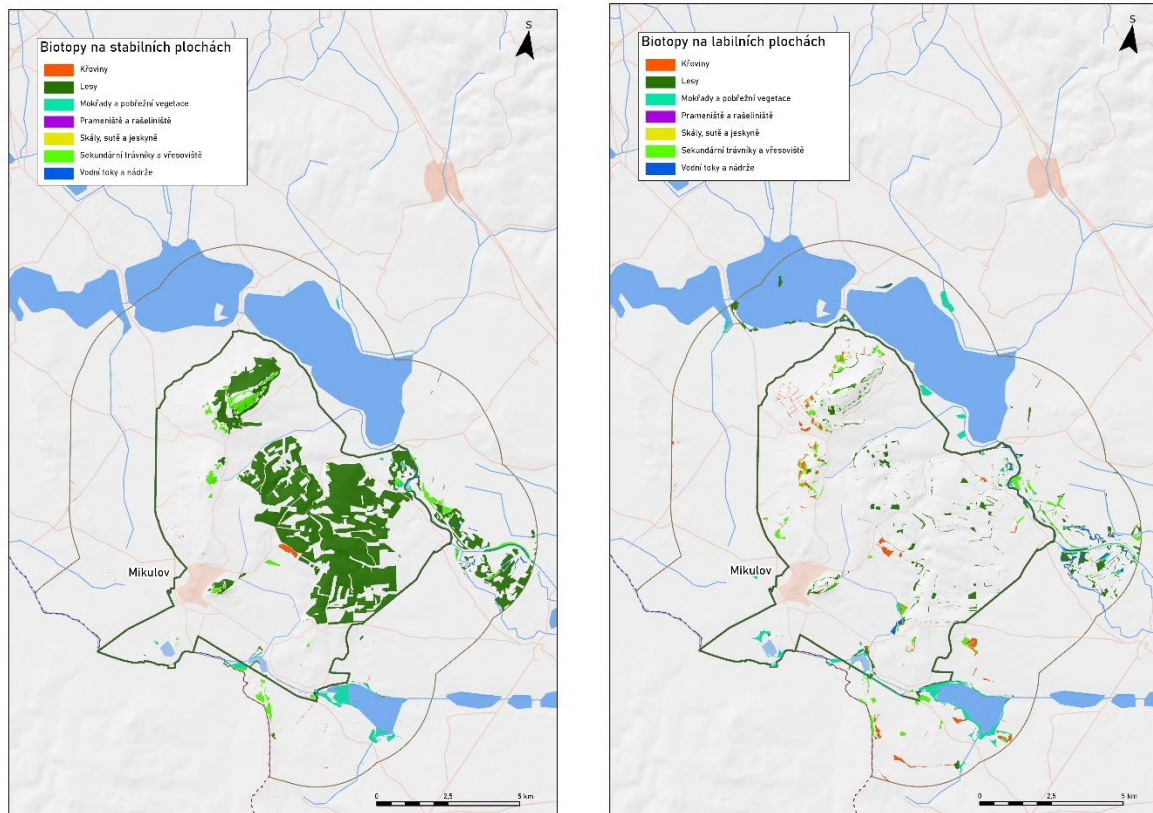 Biotopy na stabilních plochách
Křoviny
Lesy
Mokřady a pobřežní vegetace
Prameniště a rašeliniště
Skály, sutě a jeskyně
Sekundární trávníky a vřesoviště
Vodní toky a nádrže
S
Mikulov
0 2,5 5 km
Biotopy na labilních plochách
Křoviny
Lesy
Mokřady a pobřežní vegetace
Prameniště a rašeliniště
Skály, sutě a jeskyně
Sekundární trávníky a vřesoviště
Vodní toky a nádrže
S
Mikulov
0 2,5 5 km